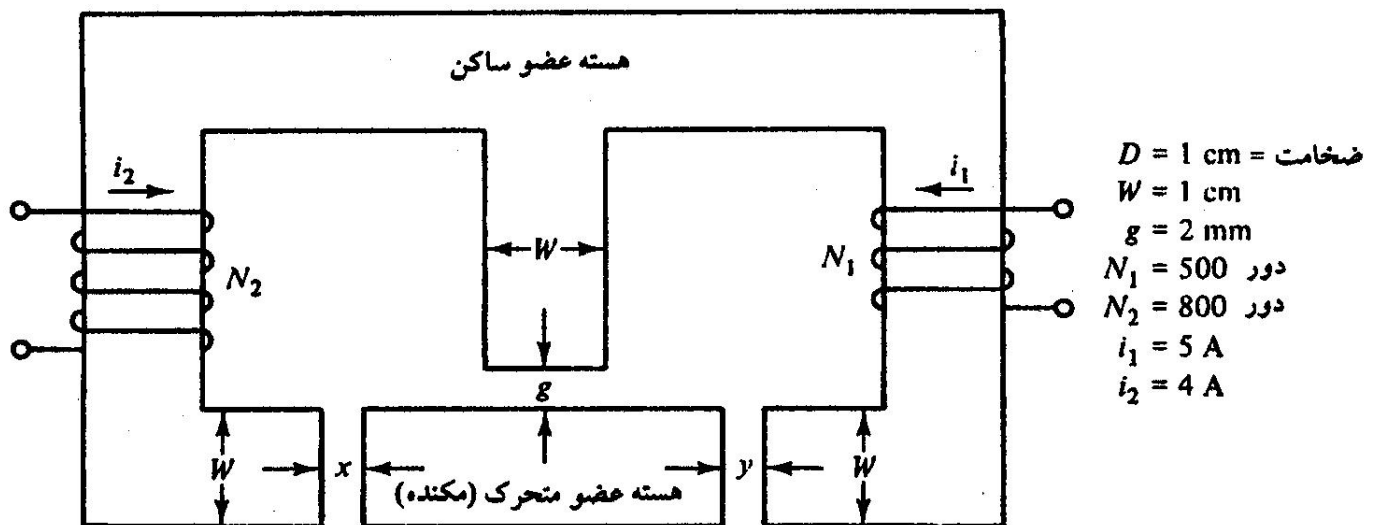 هسته عضو ساکن
i₂
i₁
N₂
W
N₁
g
W
x
y
W
هسته عضو متحرک (مکنده)
D = 1 cm = ضخامت
W = 1 cm
g = 2 mm
N₁ = 500 دور
N₂ = 800 دور
i₁ = 5 A
i₂ = 4 A